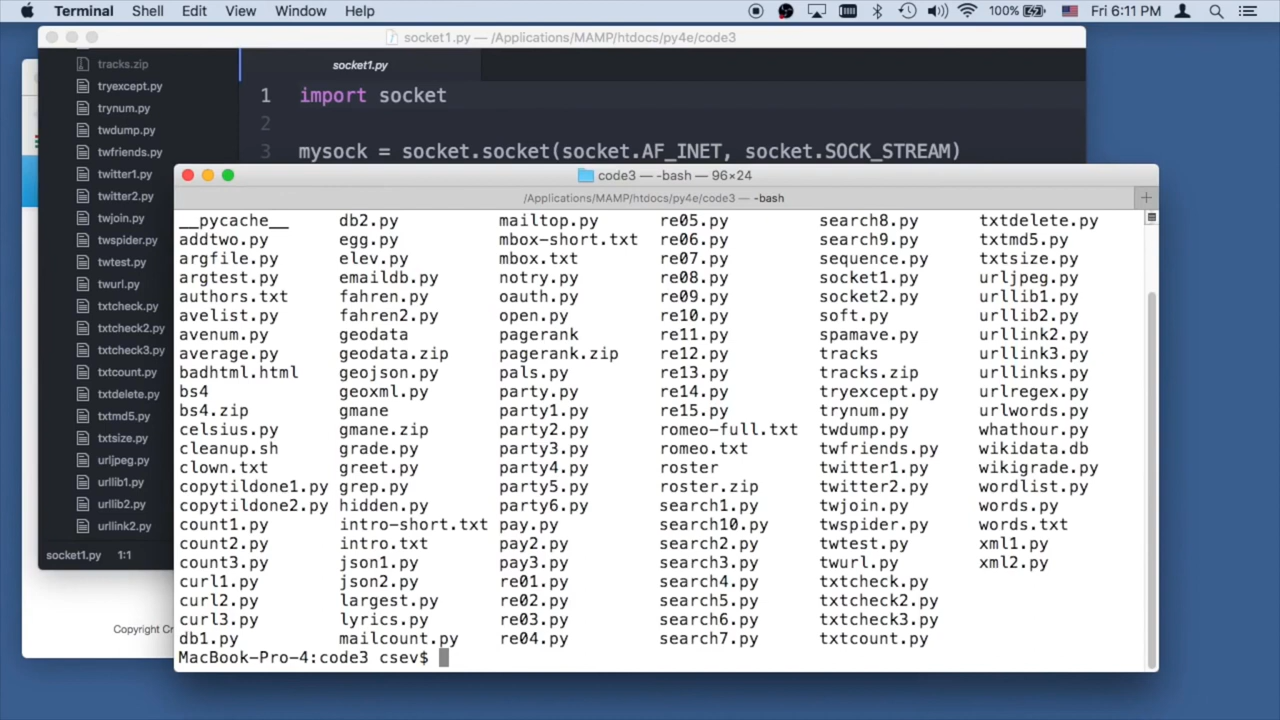 Terminal Shell Edit View Window Help 100% Fri 6:11 PM
socket1.py — /Applications/MAMP/htdocs/py4e/code3
tracks.zip
tryexcept.py
trynum.py
twdump.py
twfriends.py
twitter1.py
twitter2.py
twjoin.py
twspider.py
twtest.py
twurl.py
txtcheck.py
txtcheck2.py
txtcheck3.py
txtcount.py
txtdelete.py
txtmd5.py
txtsize.py
urljpeg.py
urllib1.py
urllib2.py
urllink2.py
socket1.py 1:1
socket1.py
1 import socket
2
3 mysock = socket.socket(socket.AF_INET, socket.SOCK_STREAM)
code3 — -bash — 96×24
/Applications/MAMP/htdocs/py4e/code3 — -bash
__pycache__ db2.py mailtop.py re05.py search8.py txtdelete.py
addtwo.py egg.py mbox-short.txt re06.py search9.py txtmd5.py
argfile.py elev.py mbox.txt re07.py sequence.py txtsize.py
argtest.py emaildb.py notry.py re08.py socket1.py urljpeg.py
authors.txt fahren.py oauth.py re09.py socket2.py urllib1.py
avelist.py fahren2.py open.py re10.py soft.py urllib2.py
avenum.py geodata pagerank re11.py spamave.py urllink2.py
average.py geodata.zip pagerank.zip re12.py tracks urllink3.py
badhtml.html geojson.py pals.py re13.py tracks.zip urllinks.py
bs4 geoxml.py party.py re14.py tryexcept.py urlregex.py
bs4.zip gmane party1.py re15.py trynum.py urlwords.py
celsius.py gmane.zip party2.py romeo-full.txt twdump.py whathour.py
cleanup.sh grade.py party3.py romeo.txt twfriends.py wikidata.db
clown.txt greet.py party4.py roster twitter1.py wikigrade.py
copytildone1.py grep.py party5.py roster.zip twitter2.py wordlist.py
copytildone2.py hidden.py party6.py search1.py twjoin.py words.py
count1.py intro-short.txt pay.py search10.py twspider.py words.txt
count2.py intro.txt pay2.py search2.py twtest.py xml1.py
count3.py json1.py pay3.py search3.py twurl.py xml2.py
curl1.py json2.py re01.py search4.py txtcheck.py
curl2.py largest.py re02.py search5.py txtcheck2.py
curl3.py lyrics.py re03.py search6.py txtcheck3.py
db1.py mailcount.py re04.py search7.py txtcount.py
MacBook-Pro-4:code3 csev$
Copyright